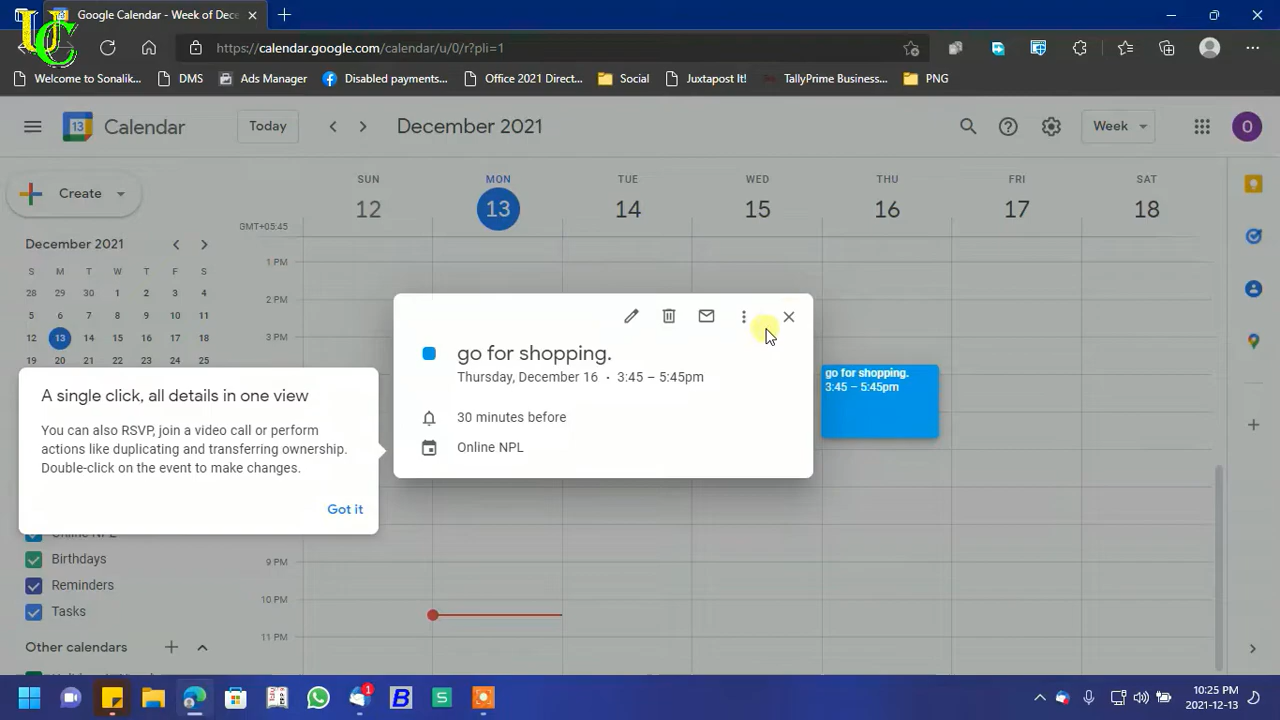 Google Calendar - Week of Dece
UC
https://calendar.google.com/calendar/u/0/r?pli=1
Welcome to Sonalik...
DMS
Ads Manager
Disabled payments...
Office 2021 Direct...
Social
Juxtapost It!
TallyPrime Business...
PNG
13
Calendar
Today
December 2021
Week
O
Create
SUN
MON
TUE
WED
THU
FRI
SAT
12
13
14
15
16
17
18
GMT+05:45
December 2021
S M T W T F S
28 29 30 1 2 3 4
5 6 7 8 9 10 11
12 13 14 15 16 17 18
19 20 21 22 23 24 25
1 PM
2 PM
3 PM
go for shopping.
Thursday, December 16 • 3:45 – 5:45pm
30 minutes before
Online NPL
go for shopping.
3:45 – 5:45pm
A single click, all details in one view
You can also RSVP, join a video call or perform
actions like duplicating and transferring ownership.
Double-click on the event to make changes.
Got it
Online NPL
Birthdays
Reminders
Tasks
Other calendars
9 PM
10 PM
11 PM
1
B
S
10:25 PM
2021-12-13